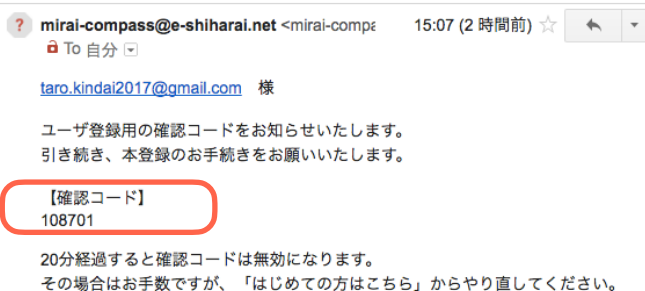 ? mirai-compass@e-shiharai.net <mirai-compa 15:07 (2 時間前)
To 自分
taro.kindai2017@gmail.com 様
ユーザ登録用の確認コードをお知らせいたします。
引き続き、本登録のお手続きをお願いいたします。
【確認コード】
108701
20分経過すると確認コードは無効になります。
その場合はお手数ですが、「はじめての方はこちら」からやり直してください。